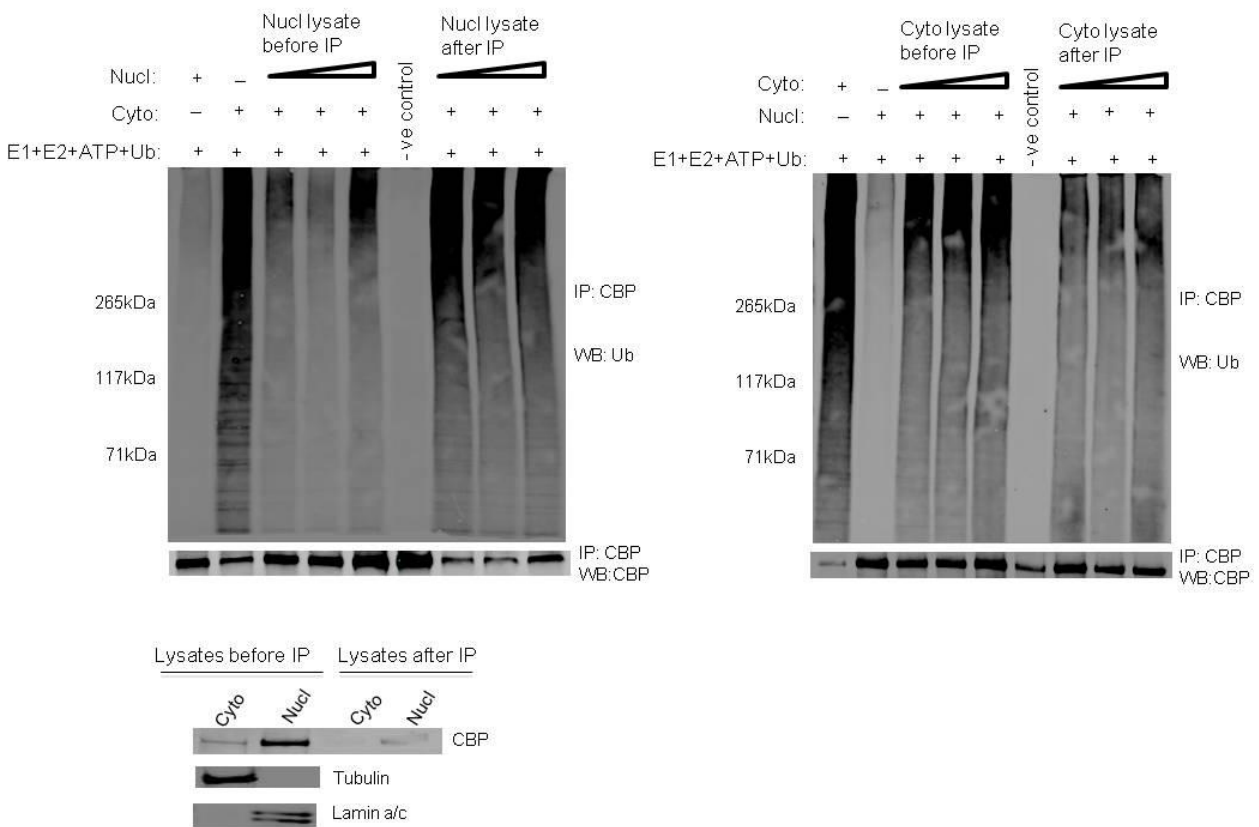 Nucl lysate
before IP
Nucl lysate
after IP
Nucl: + –
Cyto: – + + + + - ve control + + +
E1+E2+ATP+Ub: + + + + + + + +
265kDa
117kDa
71kDa
IP: CBP
WB: Ub
IP: CBP
WB:CBP
Cyto lysate
before IP
Cyto lysate
after IP
Cyto: + –
Nucl: – + + + + - ve control + + +
E1+E2+ATP+Ub: + + + + + + + +
265kDa
117kDa
71kDa
IP: CBP
WB: Ub
IP: CBP
WB:CBP
Lysates before IP Lysates after IP
Cyto Nucl Cyto Nucl
CBP
Tubulin
Lamin a/c